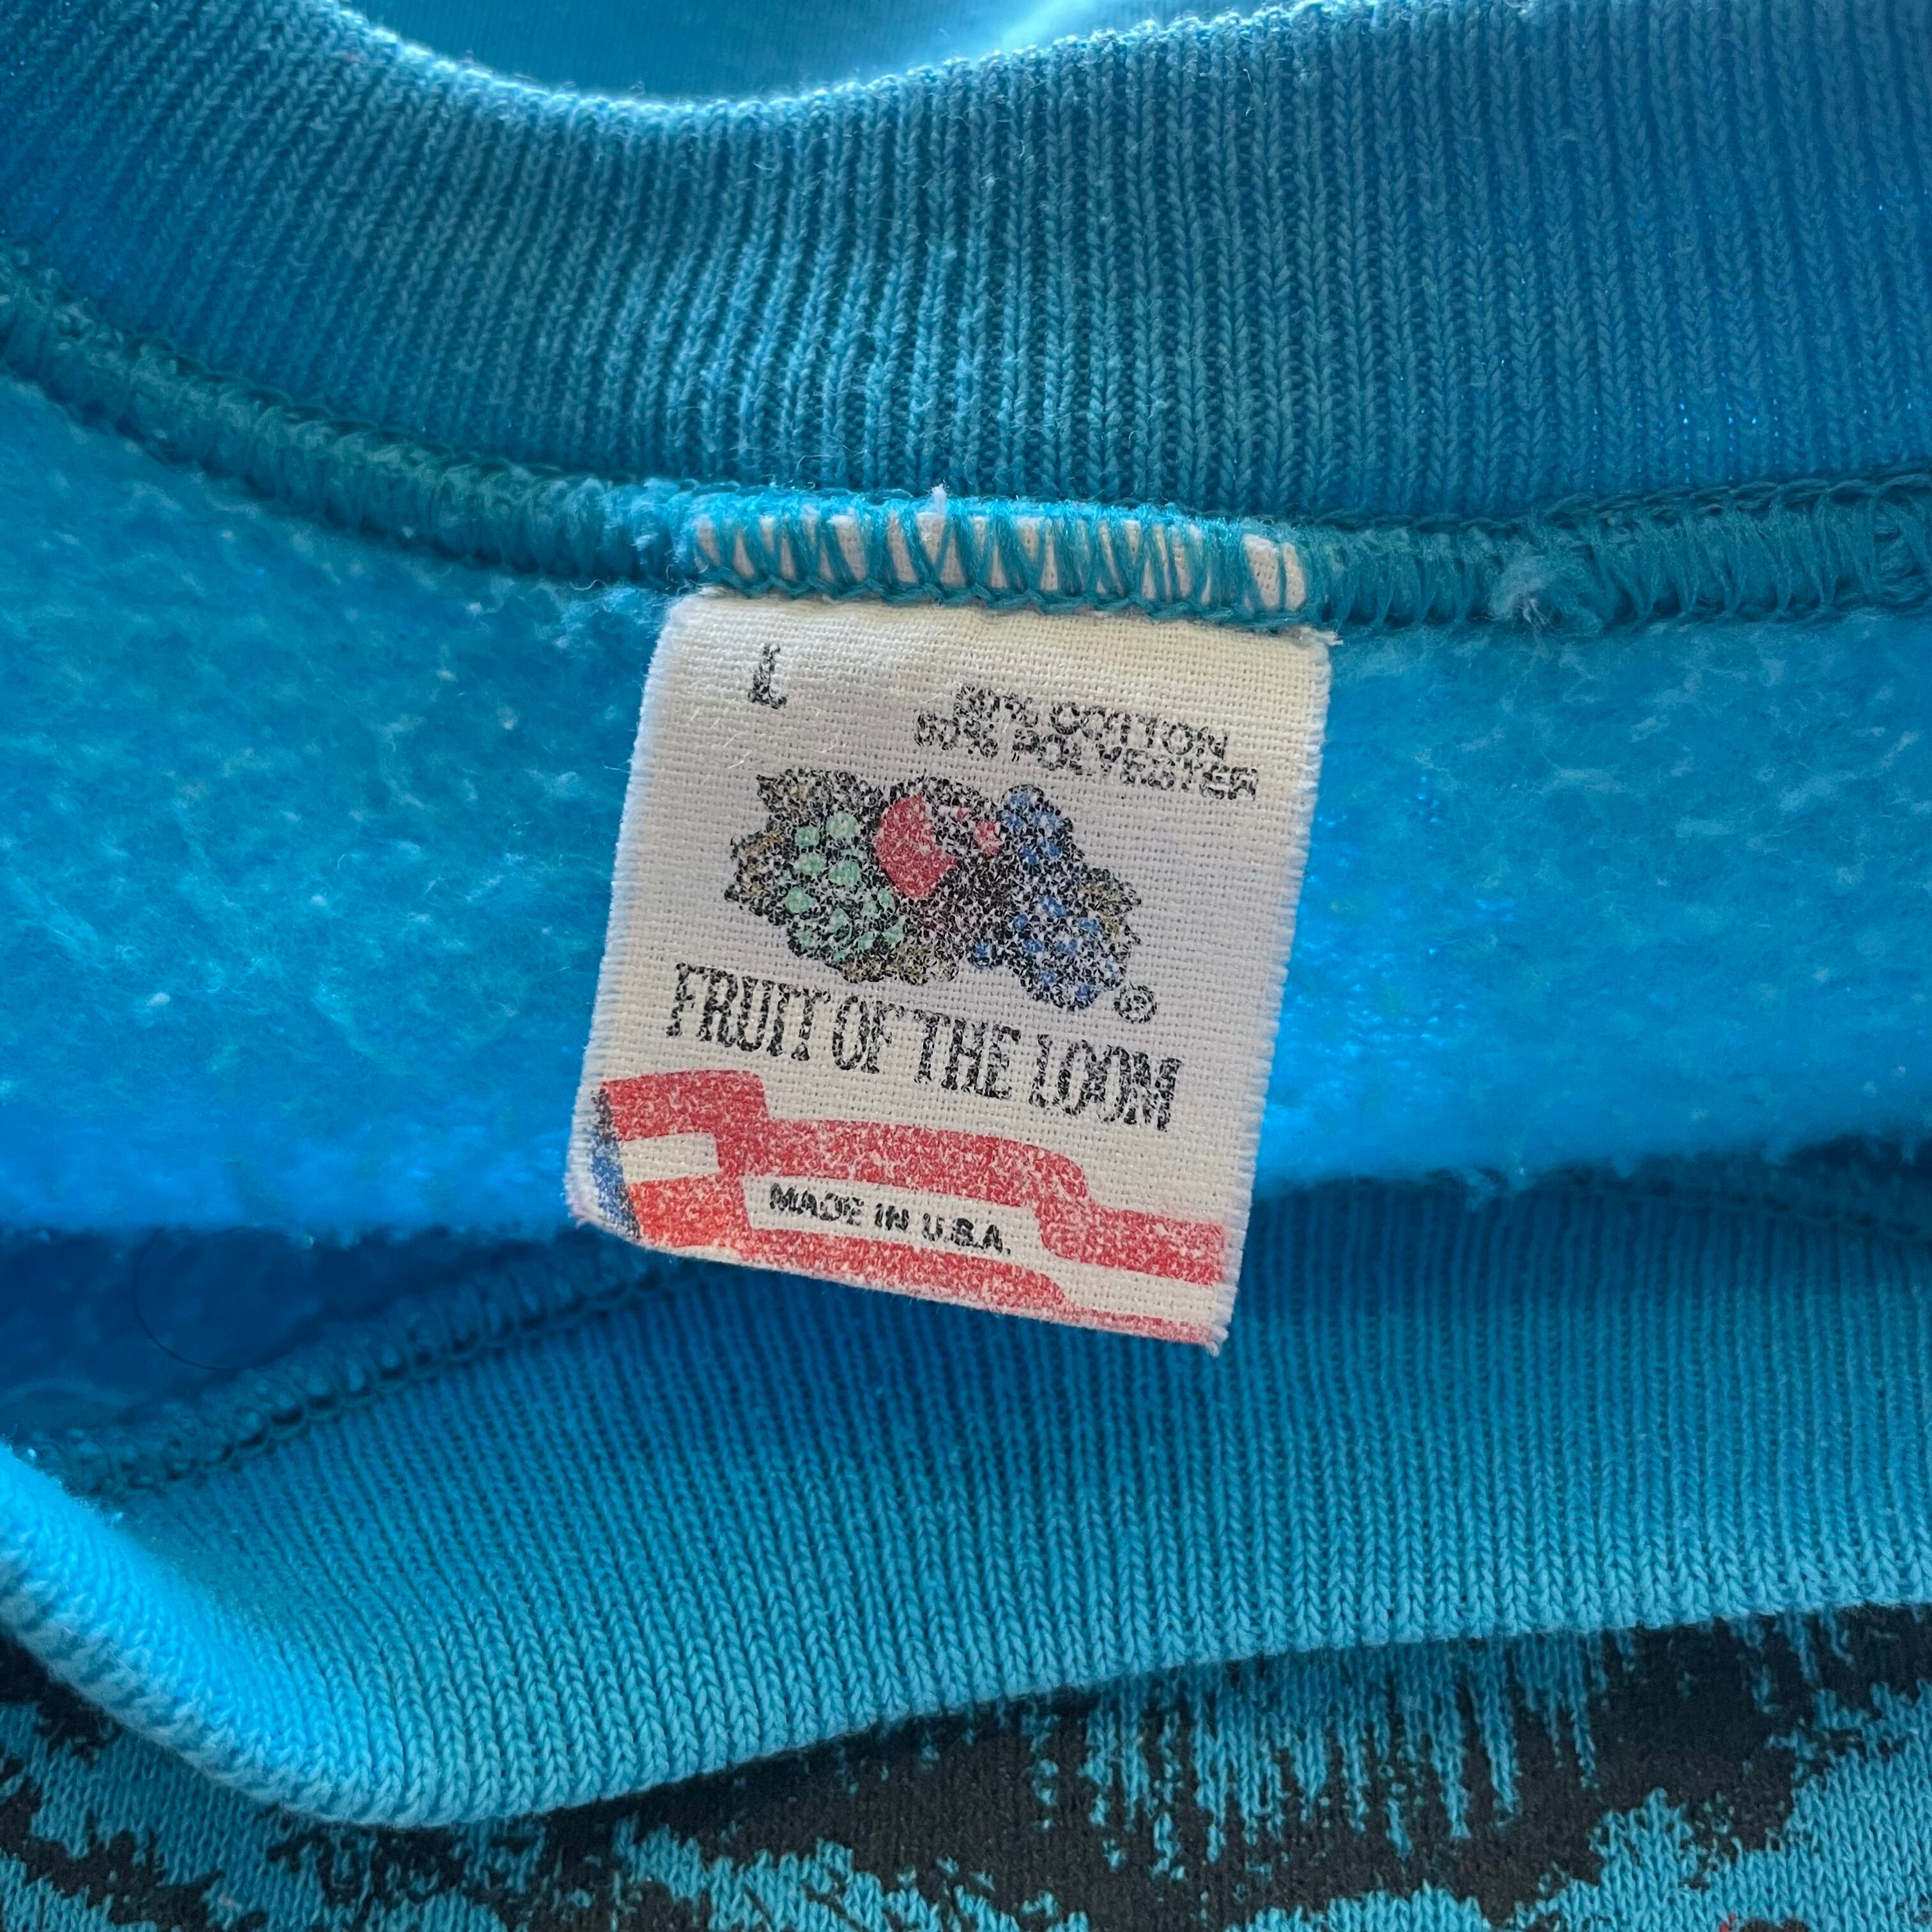 L
50% COTTON
50% POLYESTER
®
FRUIT OF THE LOOM
MADE IN U.S.A.